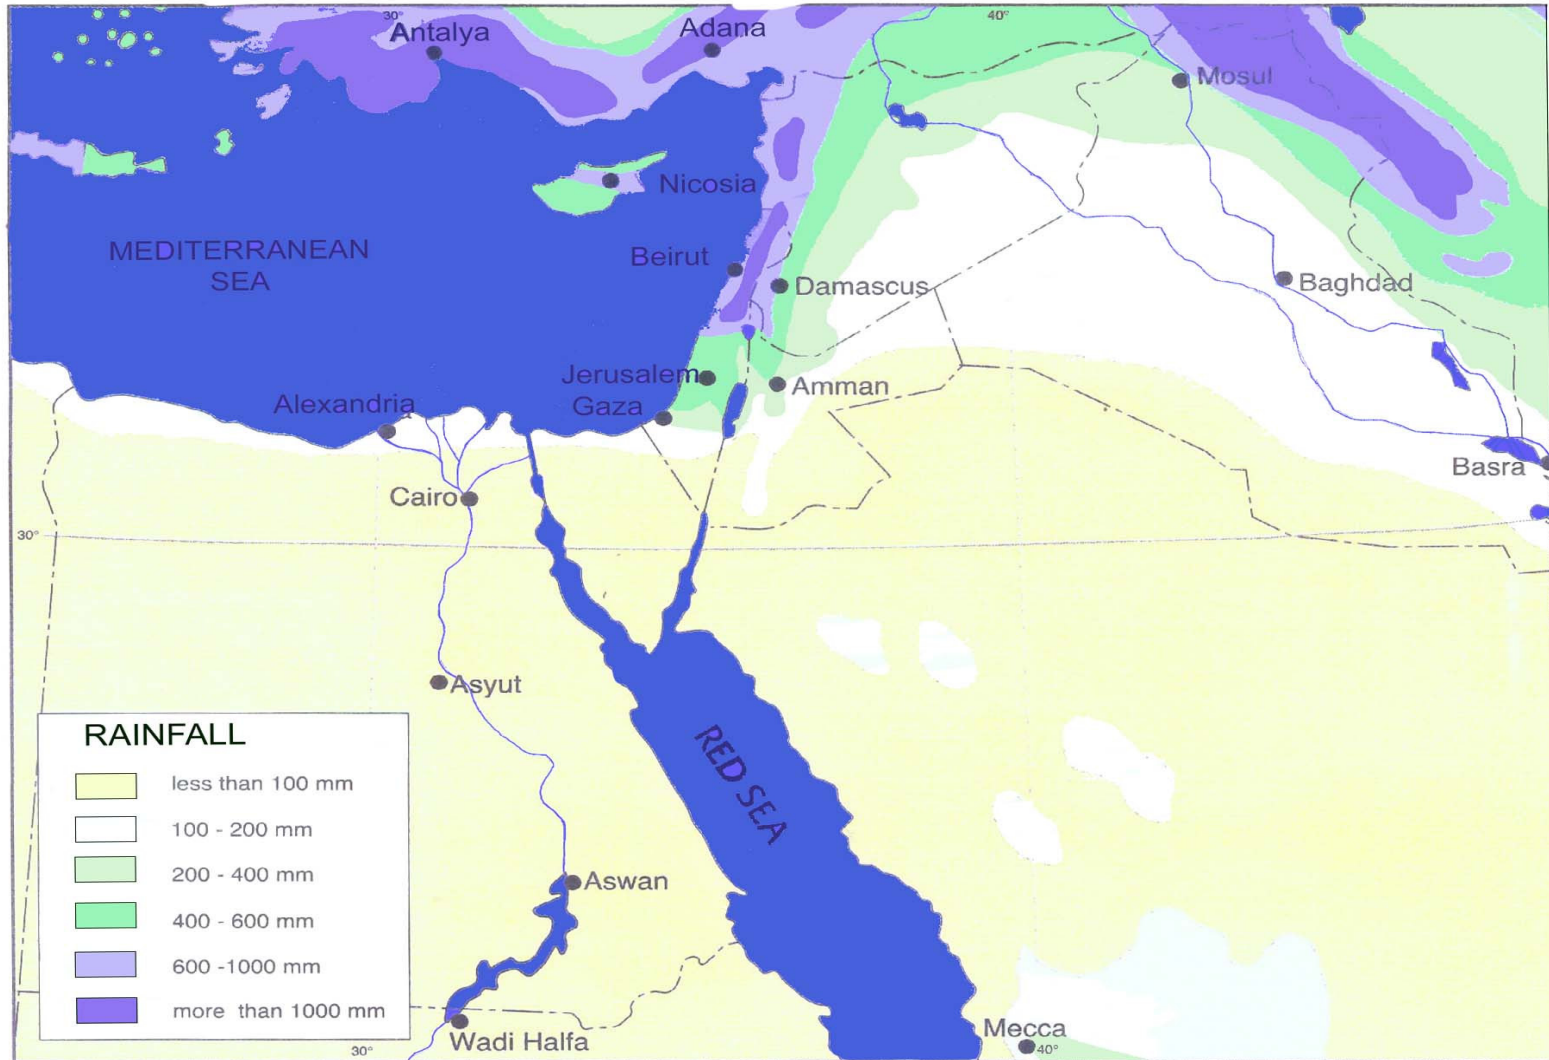 30°
40°
Antalya
Adana
Mosul
Nicosia
MEDITERRANEAN
SEA
Beirut
Damascus
Baghdad
Jerusalem
Gaza
Amman
Alexandria
Basra
Cairo
30°
Asyut
RED SEA
Aswan
Wadi Halfa
Mecca
30°
40°
RAINFALL
less than 100 mm
100 - 200 mm
200 - 400 mm
400 - 600 mm
600 -1000 mm
more than 1000 mm